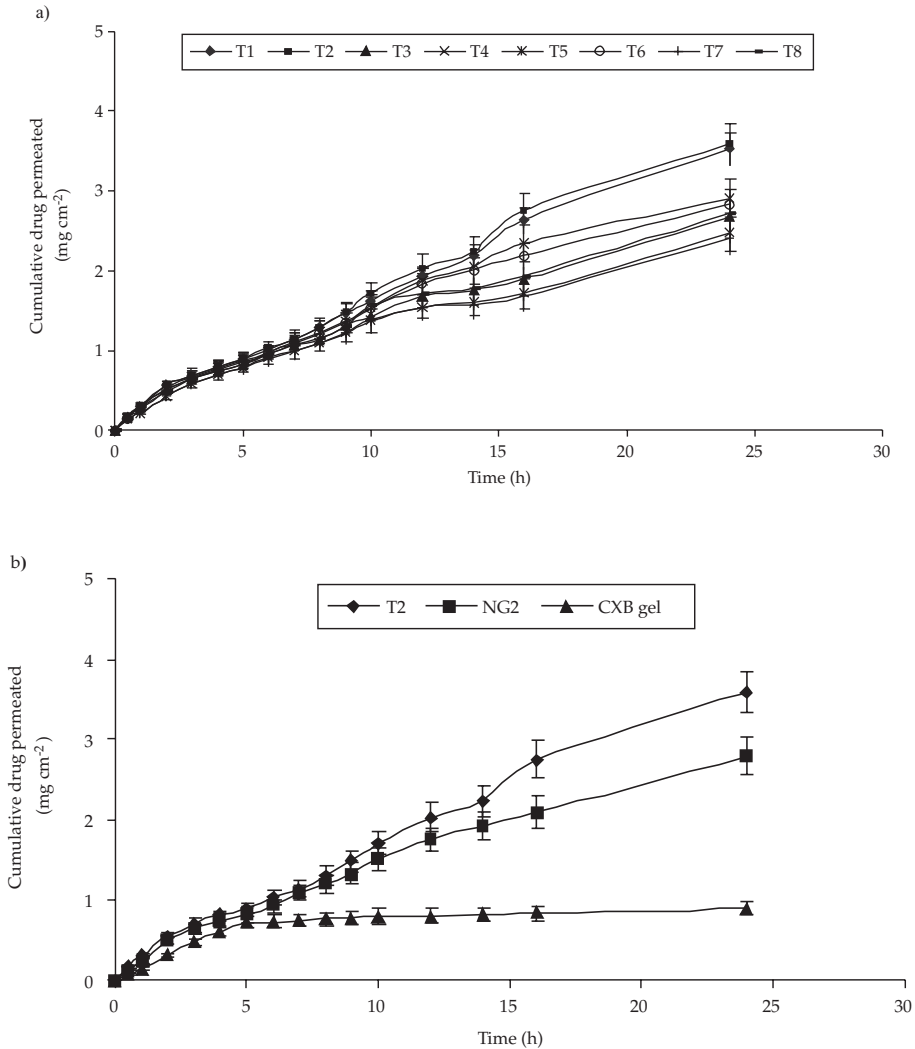 a)
5
4
3
2
1
0
Cumulative drug permeated
(mg cm-2)
T1 T2 T3 T4 T5 T6 T7 T8
0 5 10 15 20 25 30
Time (h)
b)
5
4
3
2
1
0
Cumulative drug permeated
(mg cm-2)
T2 NG2 CXB gel
0 5 10 15 20 25 30
Time (h)